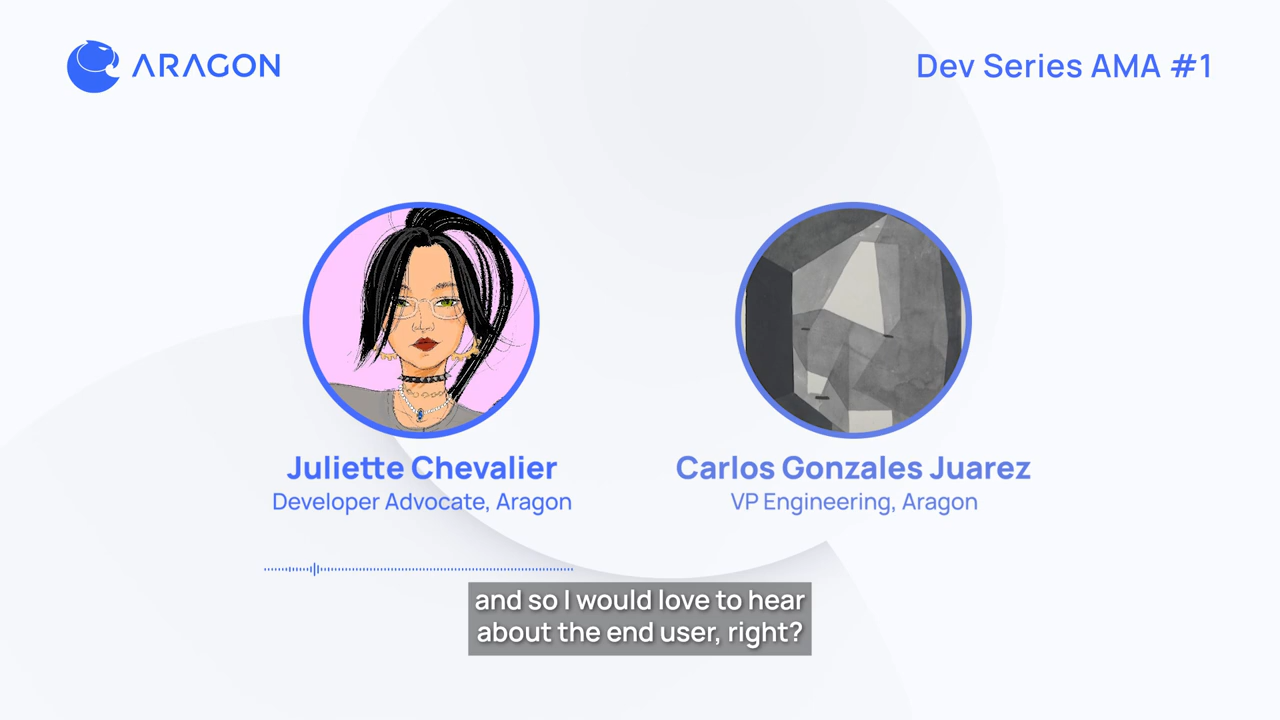 ARAGON
Dev Series AMA #1
Juliette Chevalier
Developer Advocate, Aragon
Carlos Gonzales Juarez
VP Engineering, Aragon
and so I would love to hear
about the end user, right?